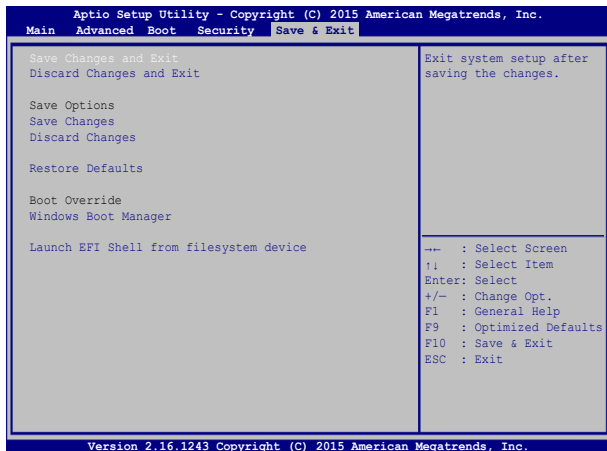 Aptio Setup Utility - Copyright (C) 2015 American Megatrends, Inc.
Main Advanced Boot Security Save & Exit
Save Changes and Exit
Discard Changes and Exit
Save Options
Save Changes
Discard Changes
Restore Defaults
Boot Override
Windows Boot Manager
Launch EFI Shell from filesystem device
Exit system setup after
saving the changes.
→← : Select Screen
↑↓ : Select Item
Enter: Select
+/— : Change Opt.
F1 : General Help
F9 : Optimized Defaults
F10 : Save & Exit
ESC : Exit
Version 2.16.1243 Copyright (C) 2015 American Megatrends, Inc.